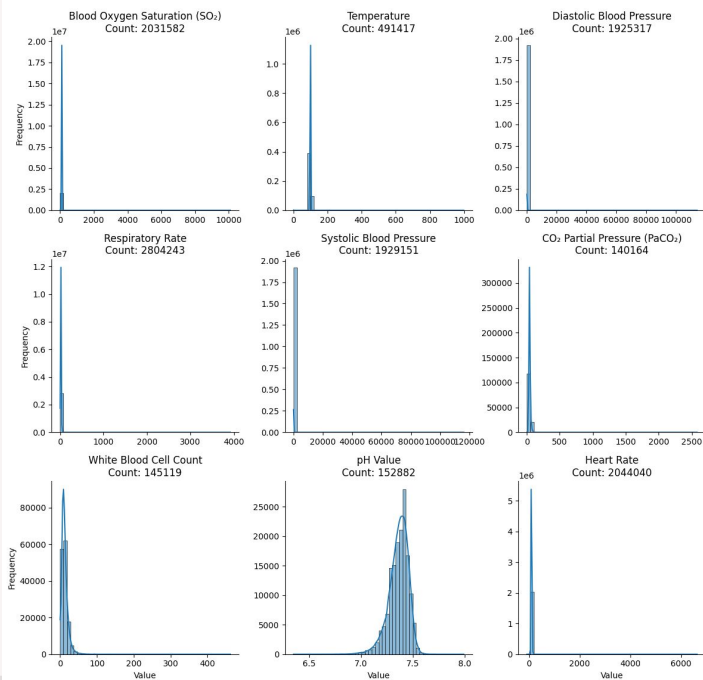 Blood Oxygen Saturation (SO₂)
Count: 2031582
1e7
2.00
1.75
1.50
1.25
1.00
0.75
0.50
0.25
0.00
Frequency
0 2000 4000 6000 8000 10000
Temperature
Count: 491417
1e6
1.0
0.8
0.6
0.4
0.2
0.0
0 200 400 600 800 1000
Diastolic Blood Pressure
Count: 1925317
1e6
2.00
1.75
1.50
1.25
1.00
0.75
0.50
0.25
0.00
0 20000 40000 60000 80000 100000
Respiratory Rate
Count: 2804243
1e7
1.2
1.0
0.8
0.6
0.4
0.2
0.0
Frequency
0 1000 2000 3000 4000
Systolic Blood Pressure
Count: 1929151
1e6
2.00
1.75
1.50
1.25
1.00
0.75
0.50
0.25
0.00
0 20000 40000 60000 80000 100000 120000
CO₂ Partial Pressure (PaCO₂)
Count: 140164
300000
250000
200000
150000
100000
50000
0
0 500 1000 1500 2000 2500
White Blood Cell Count
Count: 145119
80000
60000
40000
20000
0
Frequency
0 100 200 300 400
Value
pH Value
Count: 152882
25000
20000
15000
10000
5000
0
6.5 7.0 7.5 8.0
Value
Heart Rate
Count: 2044040
1e6
5
4
3
2
1
0
0 2000 4000 6000
Value